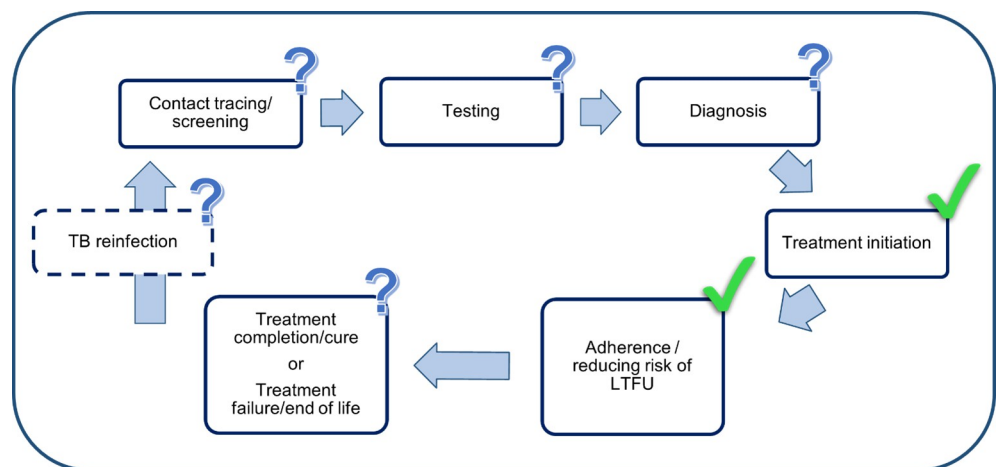 Contact tracing/
screening
?
Testing
?
Diagnosis
?
Treatment initiation
Adherence /
reducing risk of
LTFU
Treatment
completion/cure
or
Treatment
failure/end of life
?
TB reinfection
?